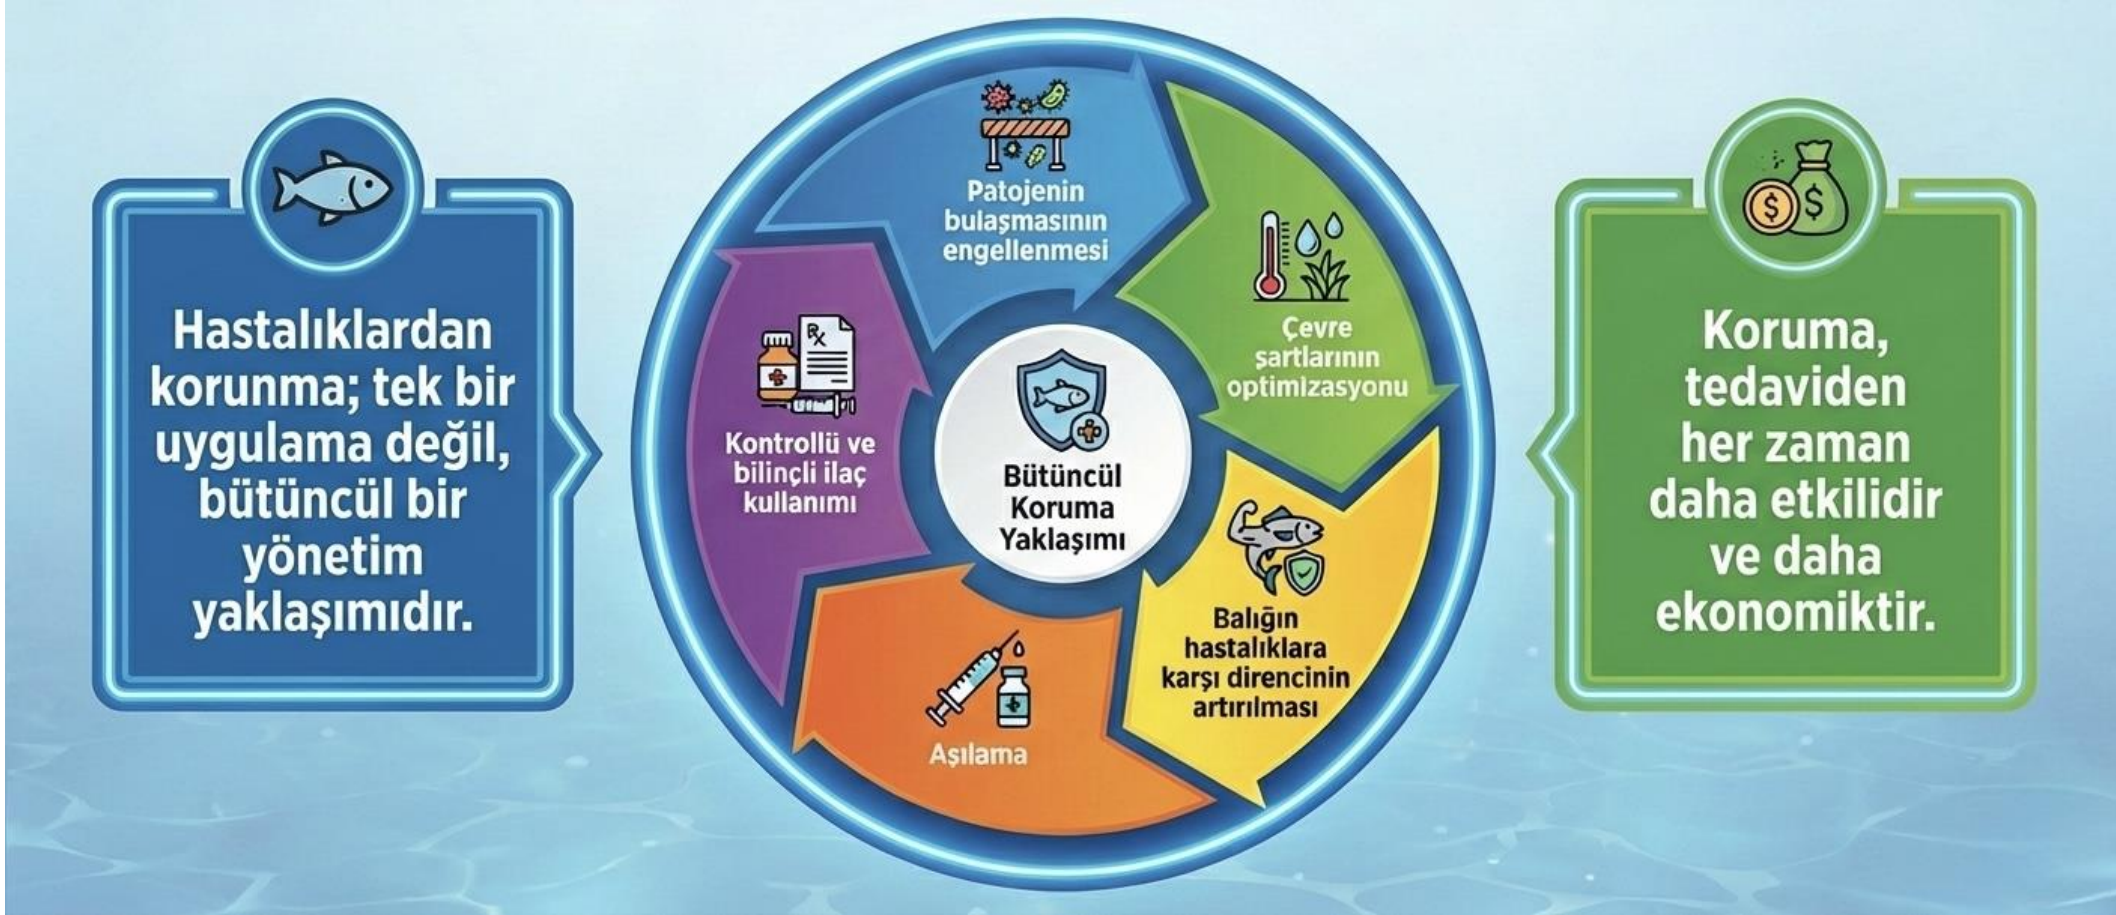 Hastalıklardan
korunma; tek bir
uygulama değil,
bütüncül bir
yönetim
yaklaşımıdır.
Patojenin
bulaşmasının
engellenmesi
Çevre
şartlarının
optimizasyonu
Balığın
hastalıklara
karşı direncinin
artırılması
Aşılama
Kontrollü ve
bilinçli ilaç
kullanımı
Rx
Bütüncül
Koruma
Yaklaşımı
$ $
Koruma,
tedaviden
her zaman
daha etkilidir
ve daha
ekonomiktir.